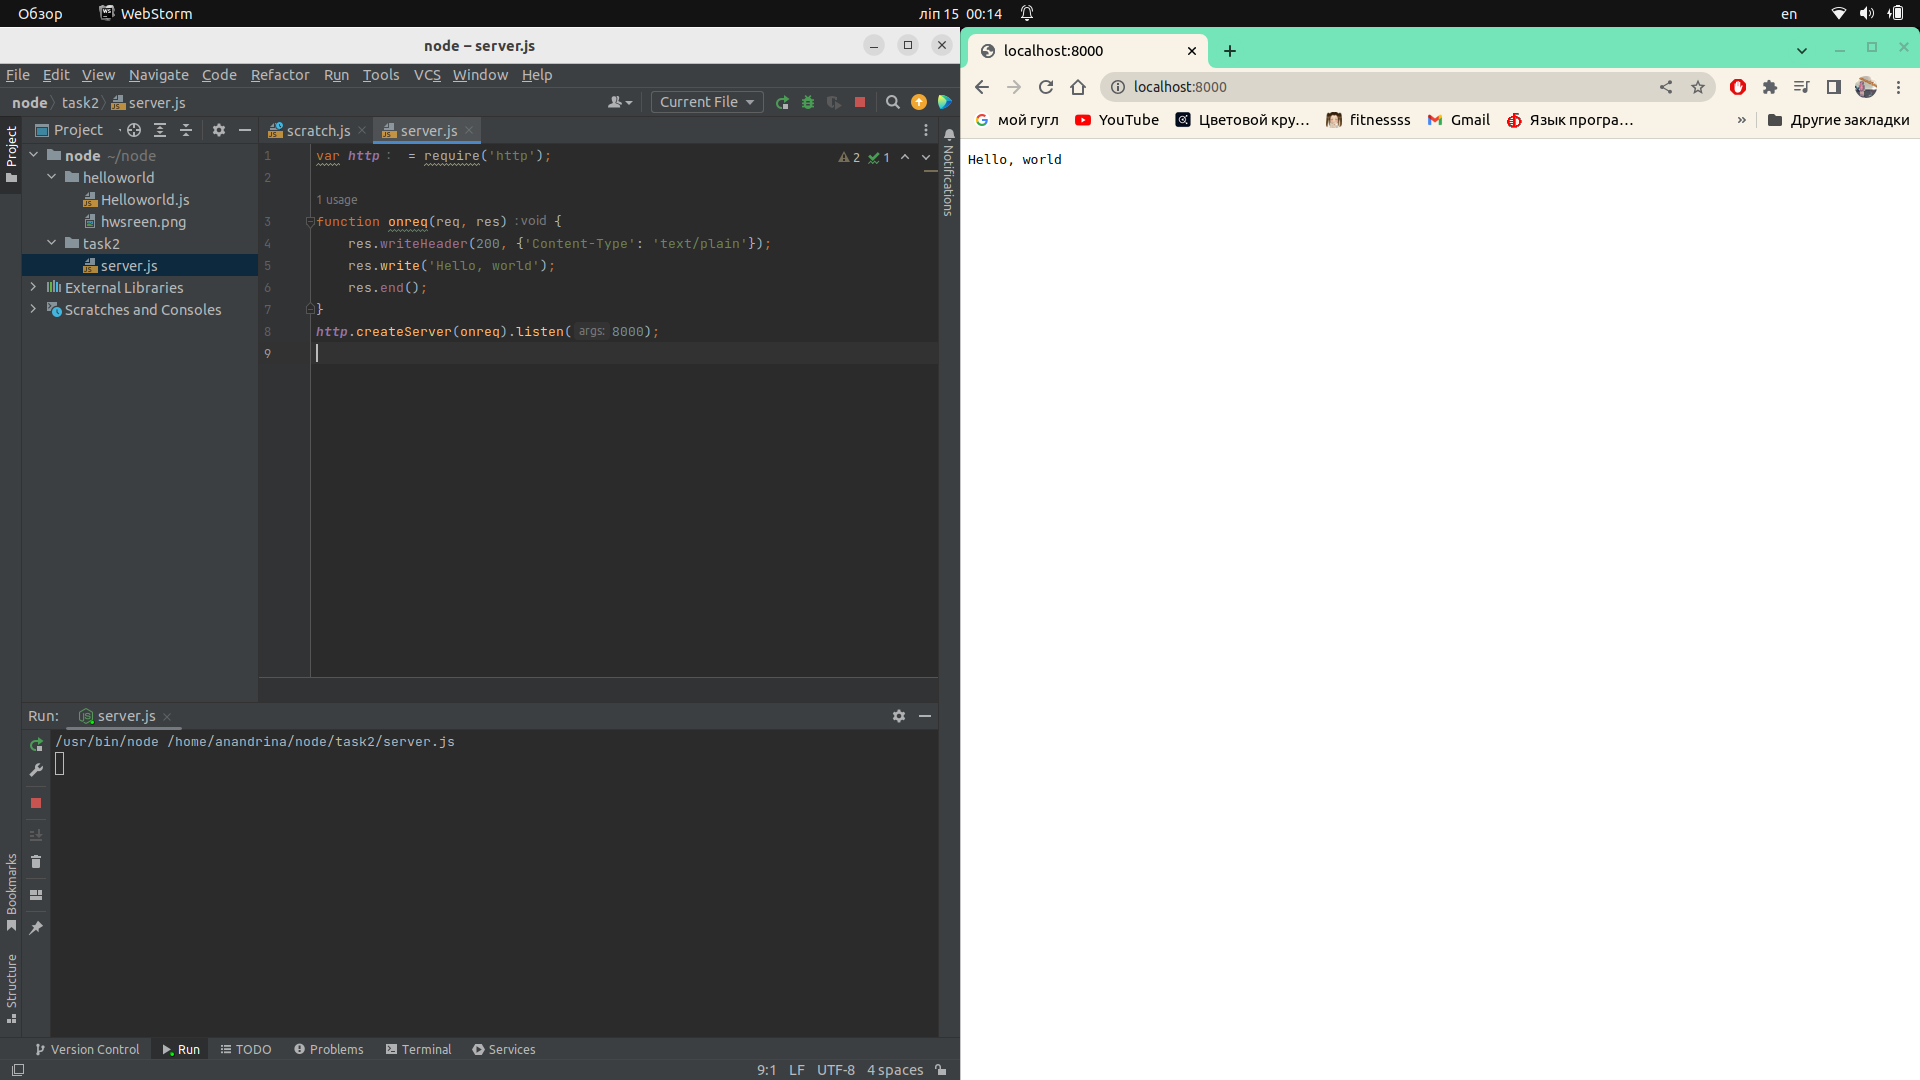 Обзор WebStorm ліп 15 00:14 en
node – server.js
File Edit View Navigate Code Refactor Run Tools VCS Window Help
node task2 server.js Current File
Project scratch.js server.js
Project
node ~/node
helloworld
Helloworld.js
hwsreen.png
task2
server.js
External Libraries
Scratches and Consoles
1 var http : = require('http'); 2 1
2
1 usage
3 function onreq(req, res) :void {
4 res.writeHeader(200, {'Content-Type': 'text/plain'});
5 res.write('Hello, world');
6 res.end();
7 }
8 http.createServer(onreq).listen( args: 8000);
9
Notifications
Run: server.js
/usr/bin/node /home/anandrina/node/task2/server.js
Bookmarks
Structure
Version Control Run TODO Problems Terminal Services
9:1 LF UTF-8 4 spaces
localhost:8000
localhost:8000
мой гугл YouTube Цветовой кру... fitnessss Gmail Язык програ... » Другие закладки
Hello, world